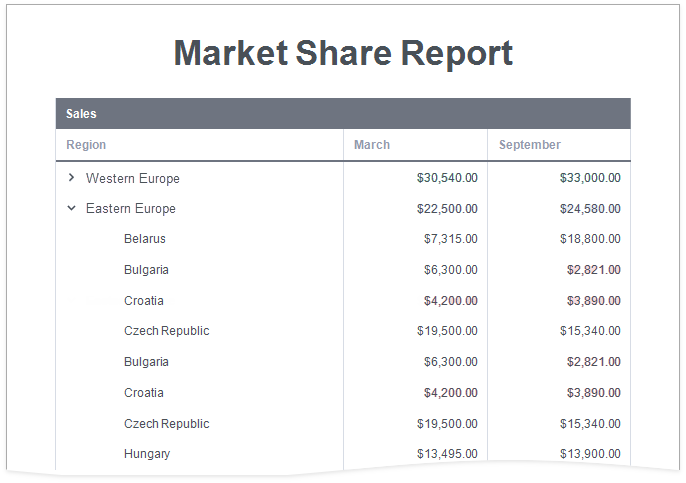 Market Share Report
Sales
Region March September
Western Europe $30,540.00 $33,000.00
Eastern Europe $22,500.00 $24,580.00
Belarus $7,315.00 $18,800.00
Bulgaria $6,300.00 $2,821.00
Croatia $4,200.00 $3,890.00
Czech Republic $19,500.00 $15,340.00
Bulgaria $6,300.00 $2,821.00
Croatia $4,200.00 $3,890.00
Czech Republic $19,500.00 $15,340.00
Hungary $13,495.00 $13,900.00